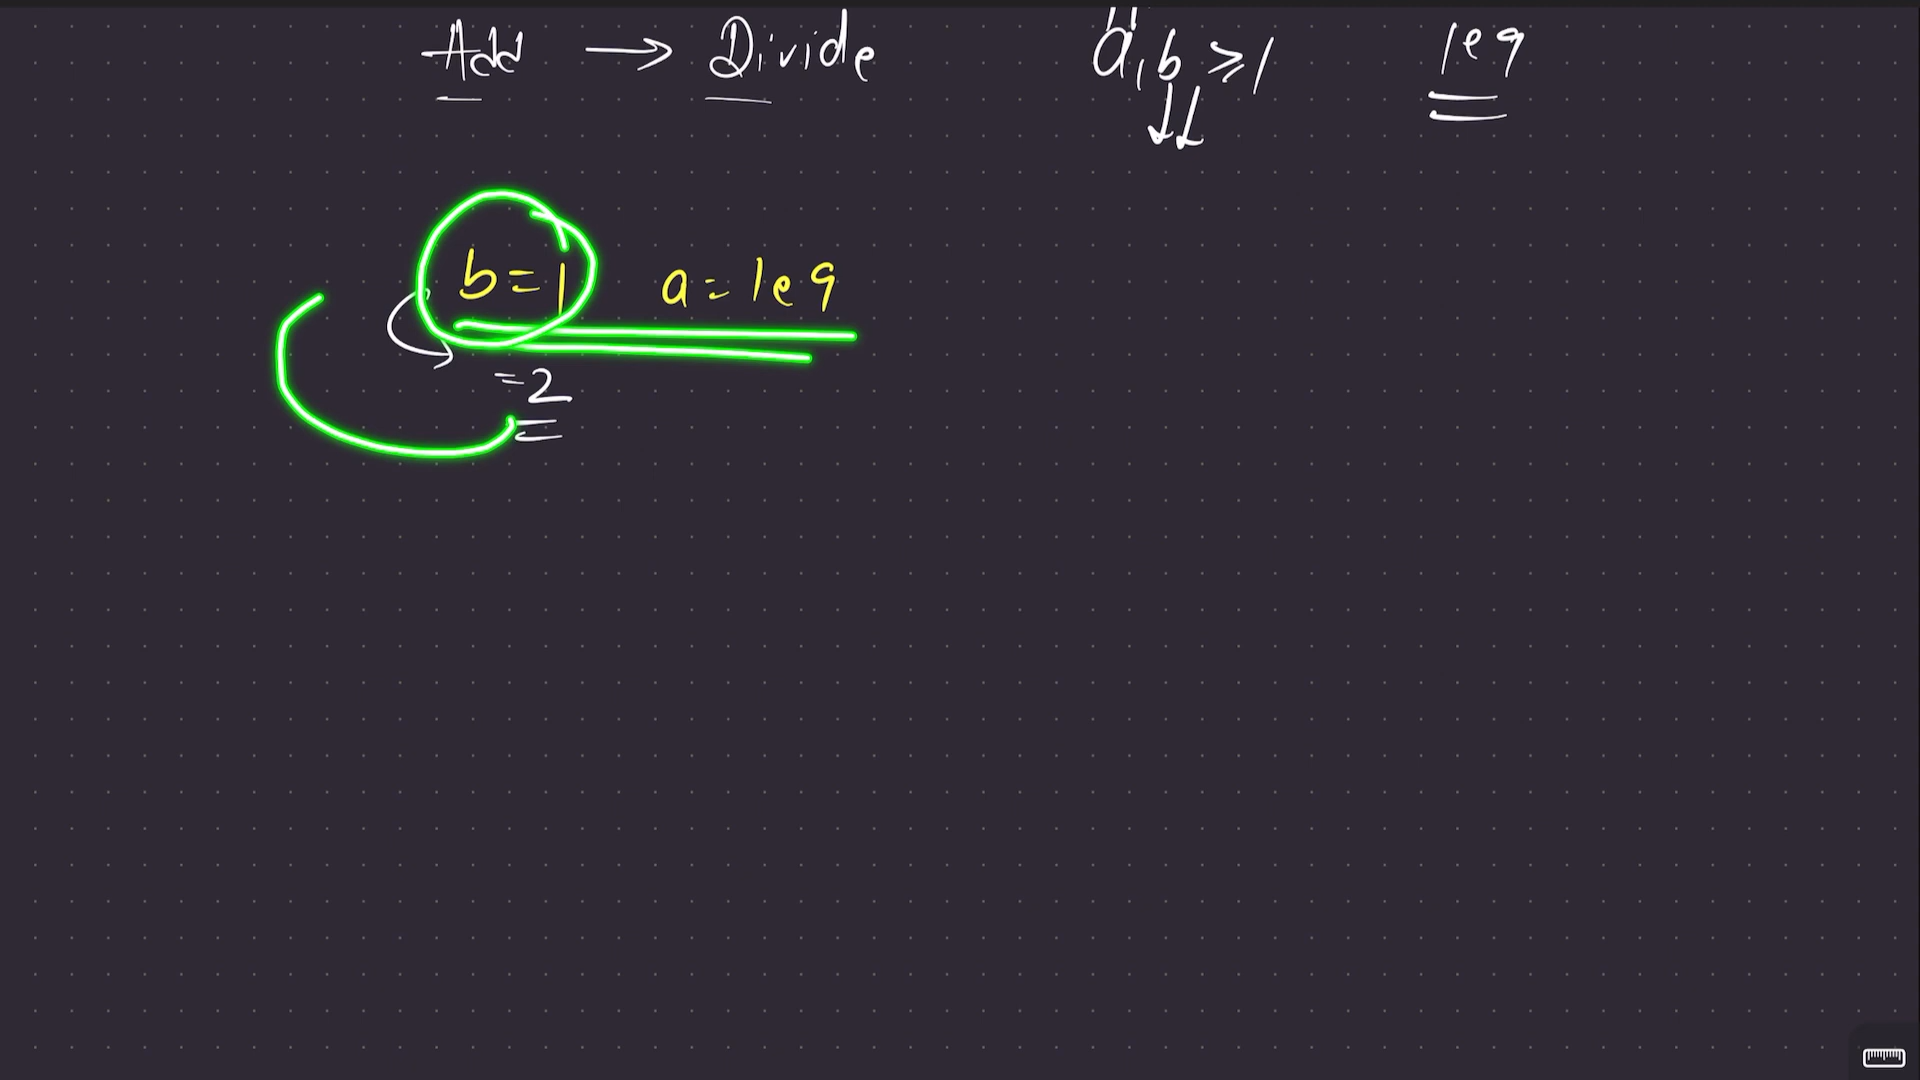 Add → Divide a, b ≥ 1 1e9
b = 1 a = 1e9
= 2